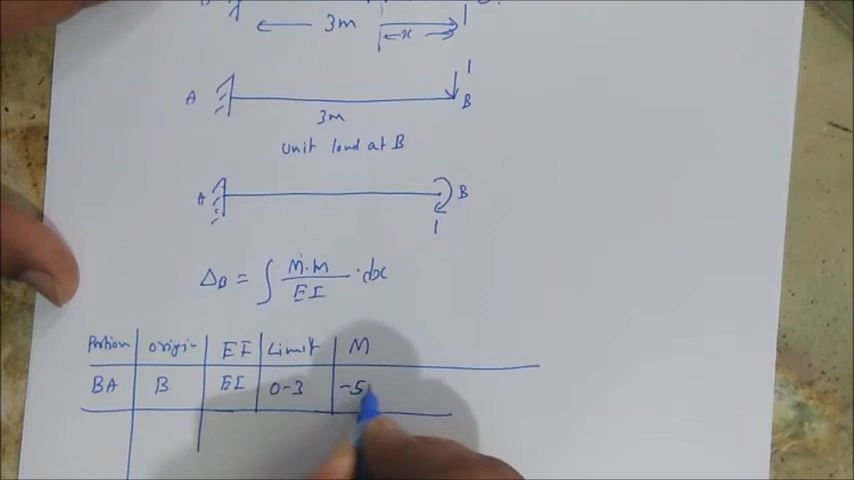 3m
x
1
A
B
3m
Unit load at B
A
B
1
ΔB = ∫ M·m / EI · dx
Portion origin EI Limit M
BA B EI 0-3 -5